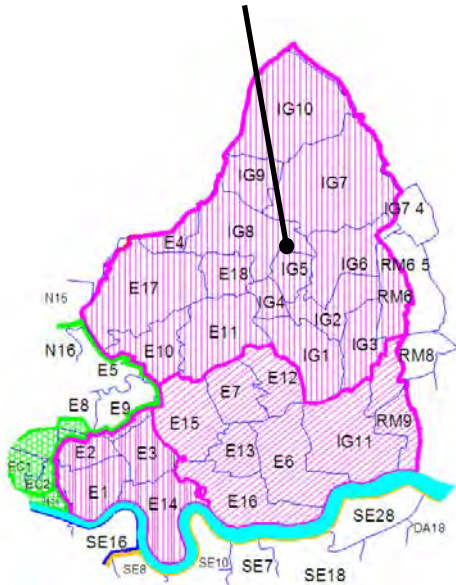 IG10
IG9
IG7
IG7 4
IG8
E4
IG5
IG6
RM6 5
E18
E17
N15
IG4
RM6
IG2
E11
N16
E10
IG1
IG3
E5
RM8
E12
E7
E8
E9
E15
RM9
IG11
E2
E3
E13
EC1
E6
EC2
E1
E14
E16
SE28
DA18
SE16
SE8
SE10
SE7
SE18